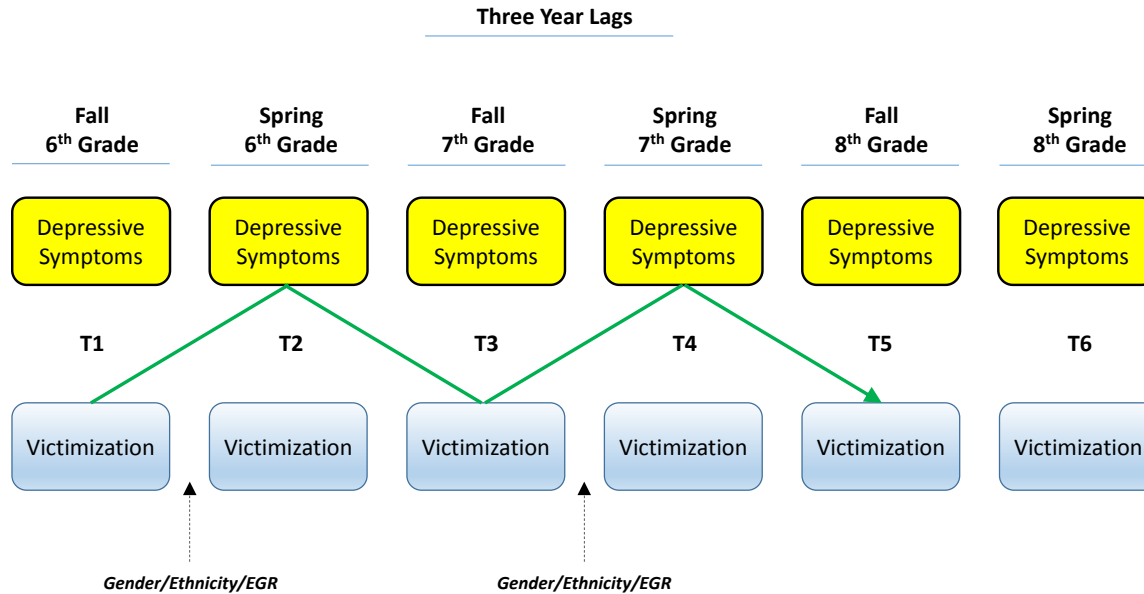 Three Year Lags
Fall
6th Grade
Spring
6th Grade
Fall
7th Grade
Spring
7th Grade
Fall
8th Grade
Spring
8th Grade
Depressive
Symptoms
Depressive
Symptoms
Depressive
Symptoms
Depressive
Symptoms
Depressive
Symptoms
Depressive
Symptoms
T1
T2
T3
T4
T5
T6
Victimization
Victimization
Victimization
Victimization
Victimization
Victimization
Gender/Ethnicity/EGR
Gender/Ethnicity/EGR